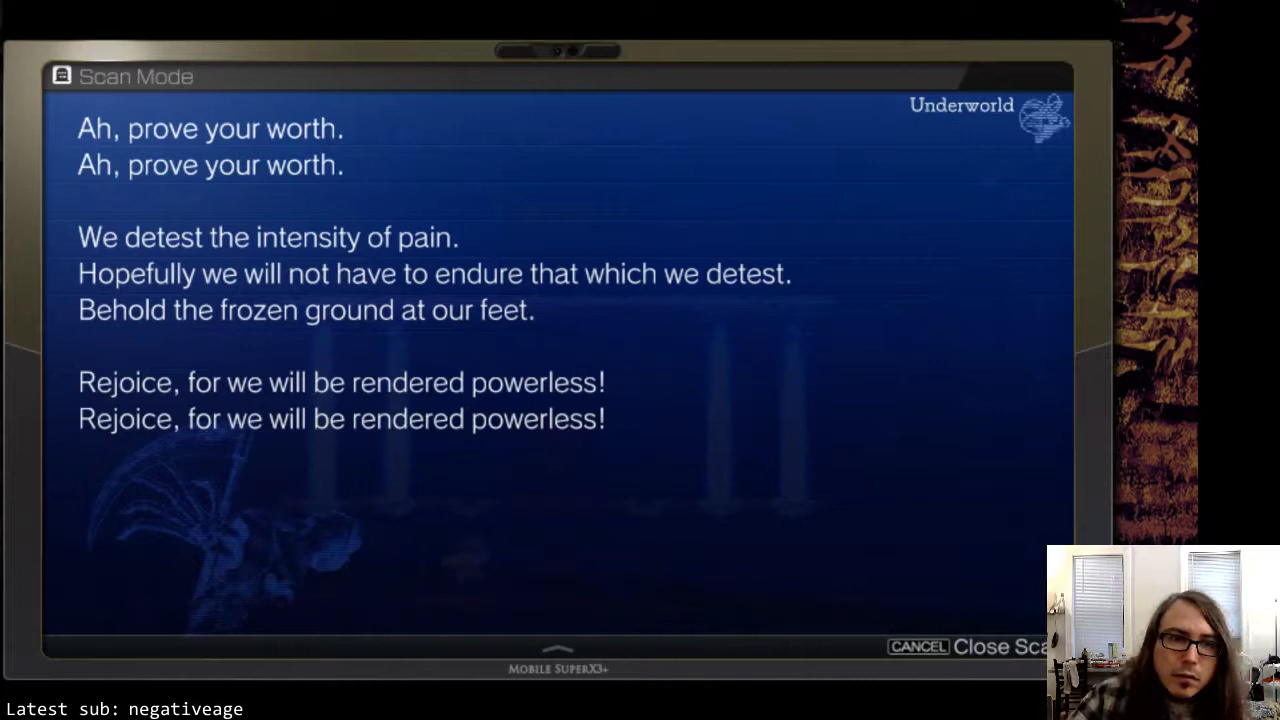 Scan Mode
Underworld
Ah, prove your worth.
Ah, prove your worth.
We detest the intensity of pain.
Hopefully we will not have to endure that which we detest.
Behold the frozen ground at our feet.
Rejoice, for we will be rendered powerless!
Rejoice, for we will be rendered powerless!
CANCEL Close Sca
MOBILE SUPERX3+
Latest sub: negativeage